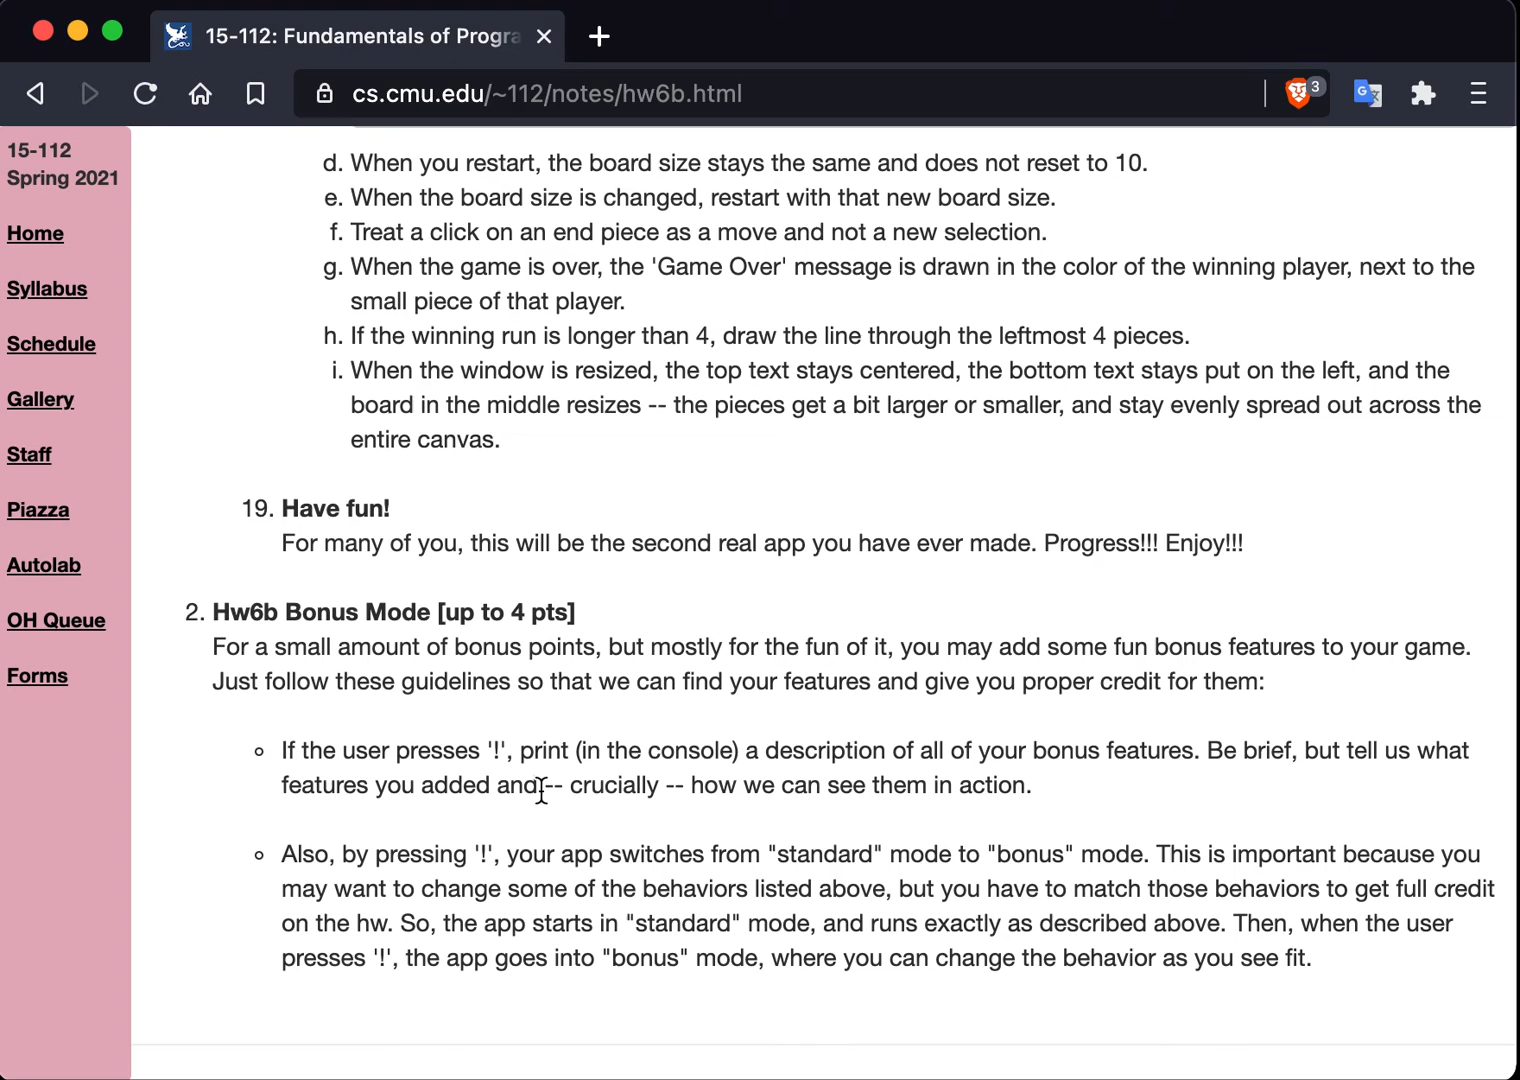 15-112: Fundamentals of Progra
cs.cmu.edu/~112/notes/hw6b.html
3
15-112
Spring 2021
Home
Syllabus
Schedule
Gallery
Staff
Piazza
Autolab
OH Queue
Forms
d. When you restart, the board size stays the same and does not reset to 10.
e. When the board size is changed, restart with that new board size.
f. Treat a click on an end piece as a move and not a new selection.
g. When the game is over, the 'Game Over' message is drawn in the color of the winning player, next to the
small piece of that player.
h. If the winning run is longer than 4, draw the line through the leftmost 4 pieces.
i. When the window is resized, the top text stays centered, the bottom text stays put on the left, and the
board in the middle resizes -- the pieces get a bit larger or smaller, and stay evenly spread out across the
entire canvas.
19. Have fun!
For many of you, this will be the second real app you have ever made. Progress!!! Enjoy!!!
2. Hw6b Bonus Mode [up to 4 pts]
For a small amount of bonus points, but mostly for the fun of it, you may add some fun bonus features to your game.
Just follow these guidelines so that we can find your features and give you proper credit for them:
If the user presses '!', print (in the console) a description of all of your bonus features. Be brief, but tell us what
features you added and -- crucially -- how we can see them in action.
Also, by pressing '!', your app switches from "standard" mode to "bonus" mode. This is important because you
may want to change some of the behaviors listed above, but you have to match those behaviors to get full credit
on the hw. So, the app starts in "standard" mode, and runs exactly as described above. Then, when the user
presses '!', the app goes into "bonus" mode, where you can change the behavior as you see fit.